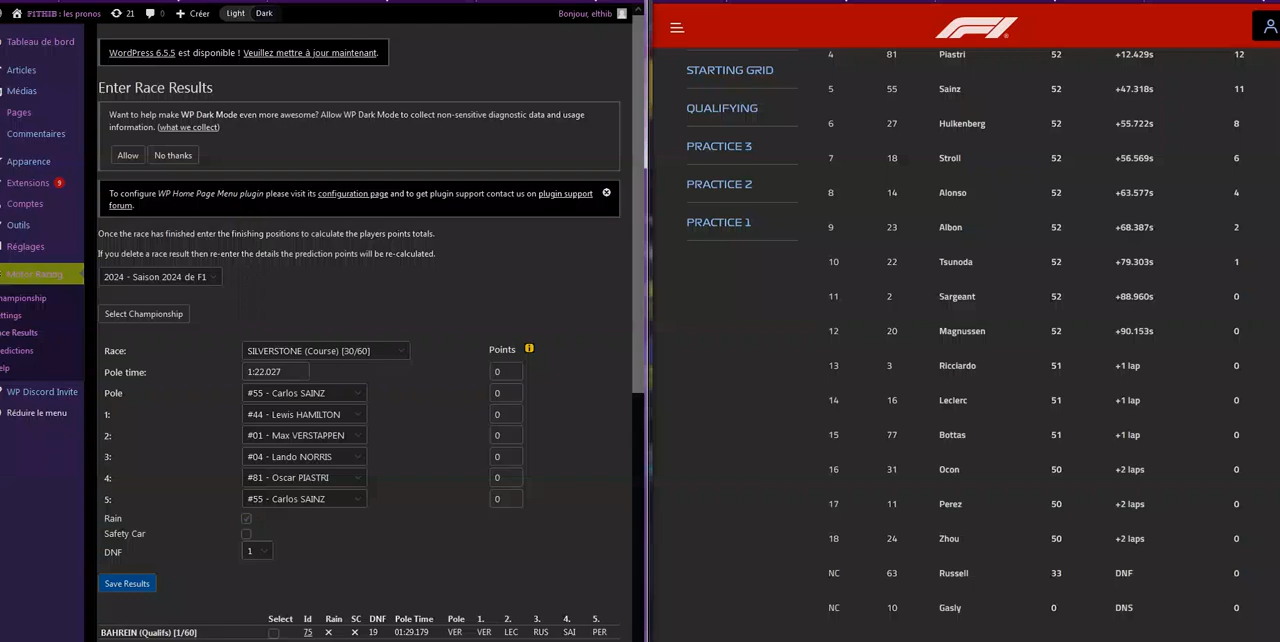 FITHIB: les pronos 21 0 Créer Light Dark Bonjour, elthib
Tableau de bord
Articles
Médias
Pages
Commentaires
Apparence
Extensions 9
Comptes
Outils
Réglages
Motor Racing
hampionship
ettings
ce Results
edictions
elp
WP Discord Invite
Réduire le menu
WordPress 6.5.5 est disponible ! Veuillez mettre à jour maintenant.
Enter Race Results
Want to help make WP Dark Mode even more awesome? Allow WP Dark Mode to collect non-sensitive diagnostic data and usage
information. (what we collect)
Allow No thanks
To configure WP Home Page Menu plugin please visit its configuration page and to get plugin support contact us on plugin support
forum.
Once the race has finished enter the finishing positions to calculate the players points totals.
If you delete a race result then re-enter the details the prediction points will be re-calculated.
2024 - Saison 2024 de F1
Select Championship
Race: SILVERSTONE (Course) [30/60] Points i
Pole time: 1:22.027 0
Pole #55 - Carlos SAINZ 0
1: #44 - Lewis HAMILTON 0
2: #01 - Max VERSTAPPEN 0
3: #04 - Lando NORRIS 0
4: #81 - Oscar PIASTRI 0
5: #55 - Carlos SAINZ 0
Rain
Safety Car
DNF 1
Save Results
Select Id Rain SC DNF Pole Time Pole 1. 2. 3. 4. 5.
BAHREIN (Qualifs) [1/60] 75 ✕ ✕ 19 01:29.179 VER VER LEC RUS SAI PER
F1
STARTING GRID
QUALIFYING
PRACTICE 3
PRACTICE 2
PRACTICE 1
4 81 Piastri 52 +12.429s 12
5 55 Sainz 52 +47.318s 11
6 27 Hulkenberg 52 +55.722s 8
7 18 Stroll 52 +56.569s 6
8 14 Alonso 52 +63.577s 4
9 23 Albon 52 +68.387s 2
10 22 Tsunoda 52 +79.303s 1
11 2 Sargeant 52 +88.960s 0
12 20 Magnussen 52 +90.153s 0
13 3 Ricciardo 51 +1 lap 0
14 16 Leclerc 51 +1 lap 0
15 77 Bottas 51 +1 lap 0
16 31 Ocon 50 +2 laps 0
17 11 Perez 50 +2 laps 0
18 24 Zhou 50 +2 laps 0
NC 63 Russell 33 DNF 0
NC 10 Gasly 0 DNS 0